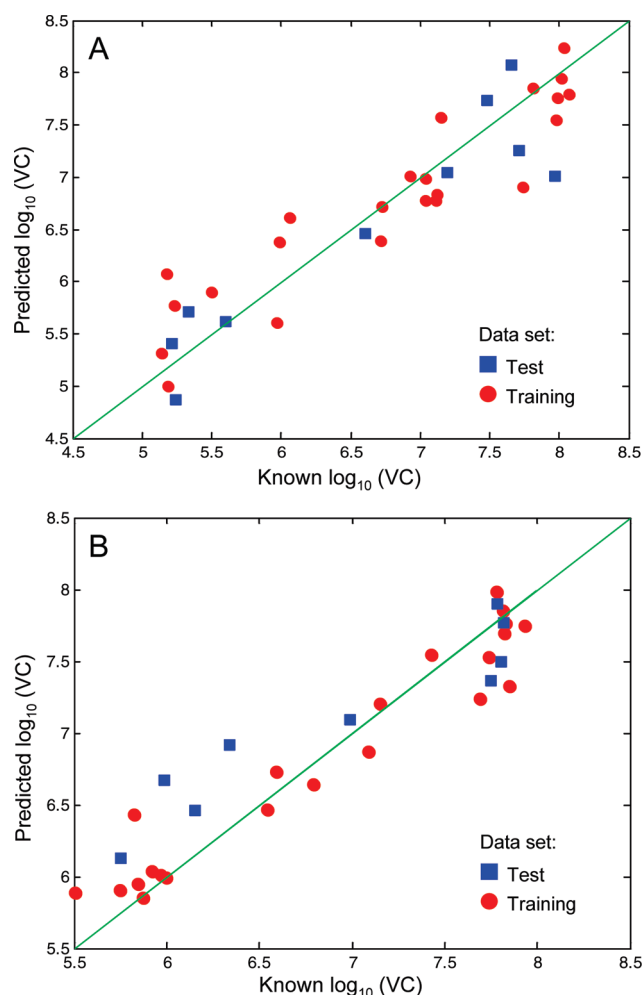 A
8.5
8
7.5
7
6.5
6
5.5
5
4.5
Predicted log10 (VC)
Data set:
Test
Training
4.5 5 5.5 6 6.5 7 7.5 8 8.5
Known log10 (VC)
B
8.5
8
7.5
7
6.5
6
5.5
Predicted log10 (VC)
Data set:
Test
Training
5.5 6 6.5 7 7.5 8 8.5
Known log10 (VC)